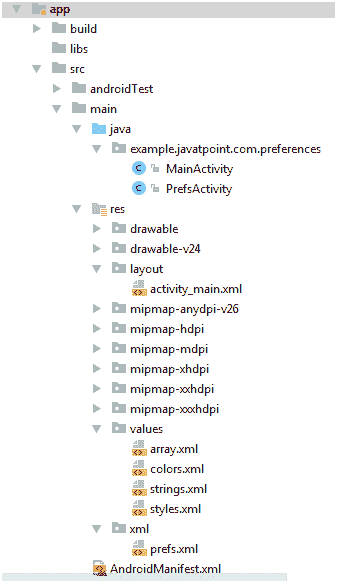 app
build
libs
src
androidTest
main
java
example.javatpoint.com.preferences
C MainActivity
C PrefsActivity
res
drawable
drawable-v24
layout
activity_main.xml
mipmap-anydpi-v26
mipmap-hdpi
mipmap-mdpi
mipmap-xhdpi
mipmap-xxhdpi
mipmap-xxxhdpi
values
array.xml
colors.xml
strings.xml
styles.xml
xml
prefs.xml
AndroidManifest.xml